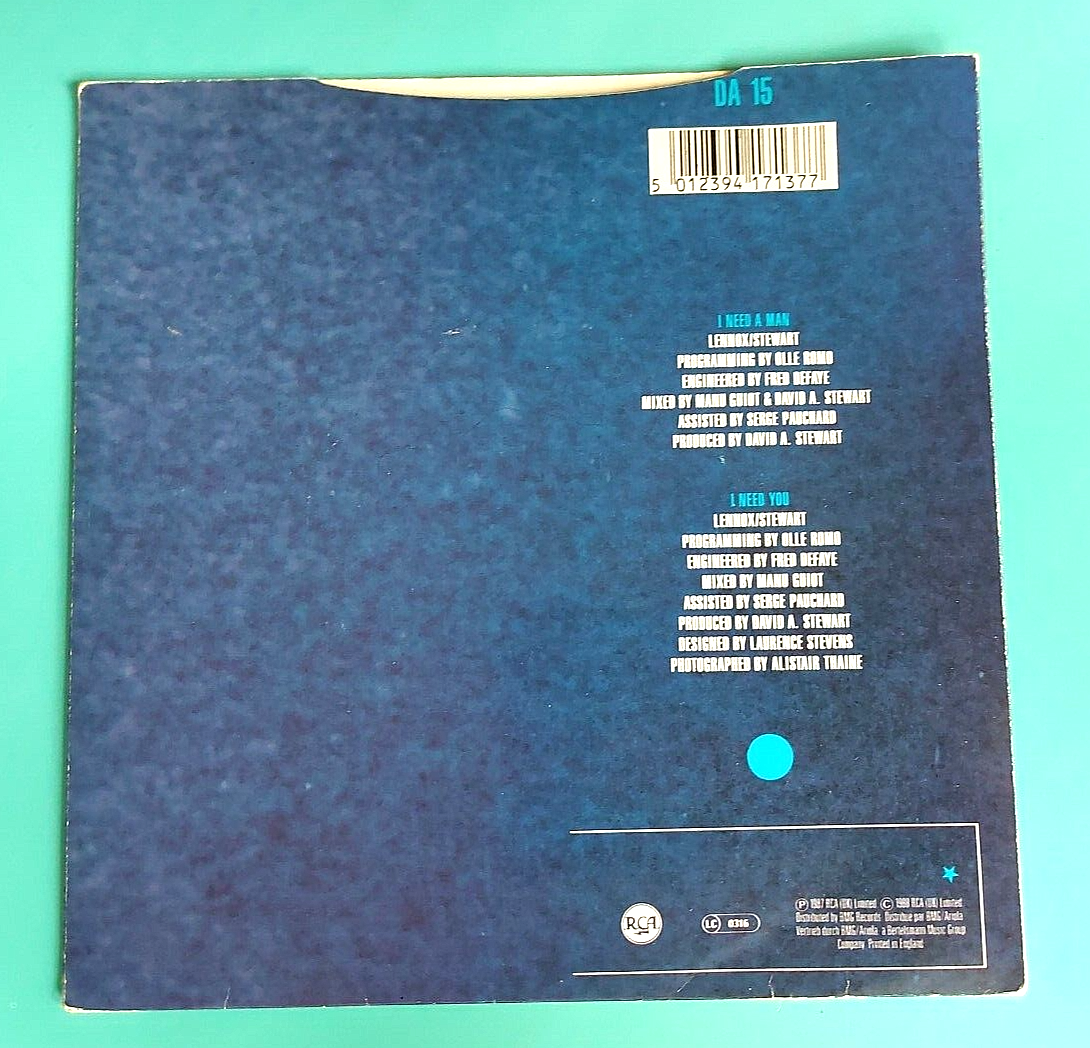 DA 15
5 012394 171377
I NEED A MAN
LENNOX/STEWART
PROGRAMMING BY OLLE ROMO
ENGINEERED BY FRED DEFAYE
MIXED BY MANU GUIOT & DAVID A. STEWART
ASSISTED BY SERGE PAUCHARD
PRODUCED BY DAVID A. STEWART
I NEED YOU
LENNOX/STEWART
PROGRAMMING BY OLLE ROMO
ENGINEERED BY FRED DEFAYE
MIXED BY MANU GUIOT
ASSISTED BY SERGE PAUCHARD
PRODUCED BY DAVID A. STEWART
DESIGNED BY LAURENCE STEVENS
PHOTOGRAPHED BY ALISTAIR THAINE
RCA
LC 0316
Ⓟ 1987 RCA (UK) Limited © 1988 RCA (UK) Limited
Distributed by BMG Records Distribue par BMG/Ariola
Vertrieb durch BMG/Ariola a Bertelsmann Music Group
Company Printed in England